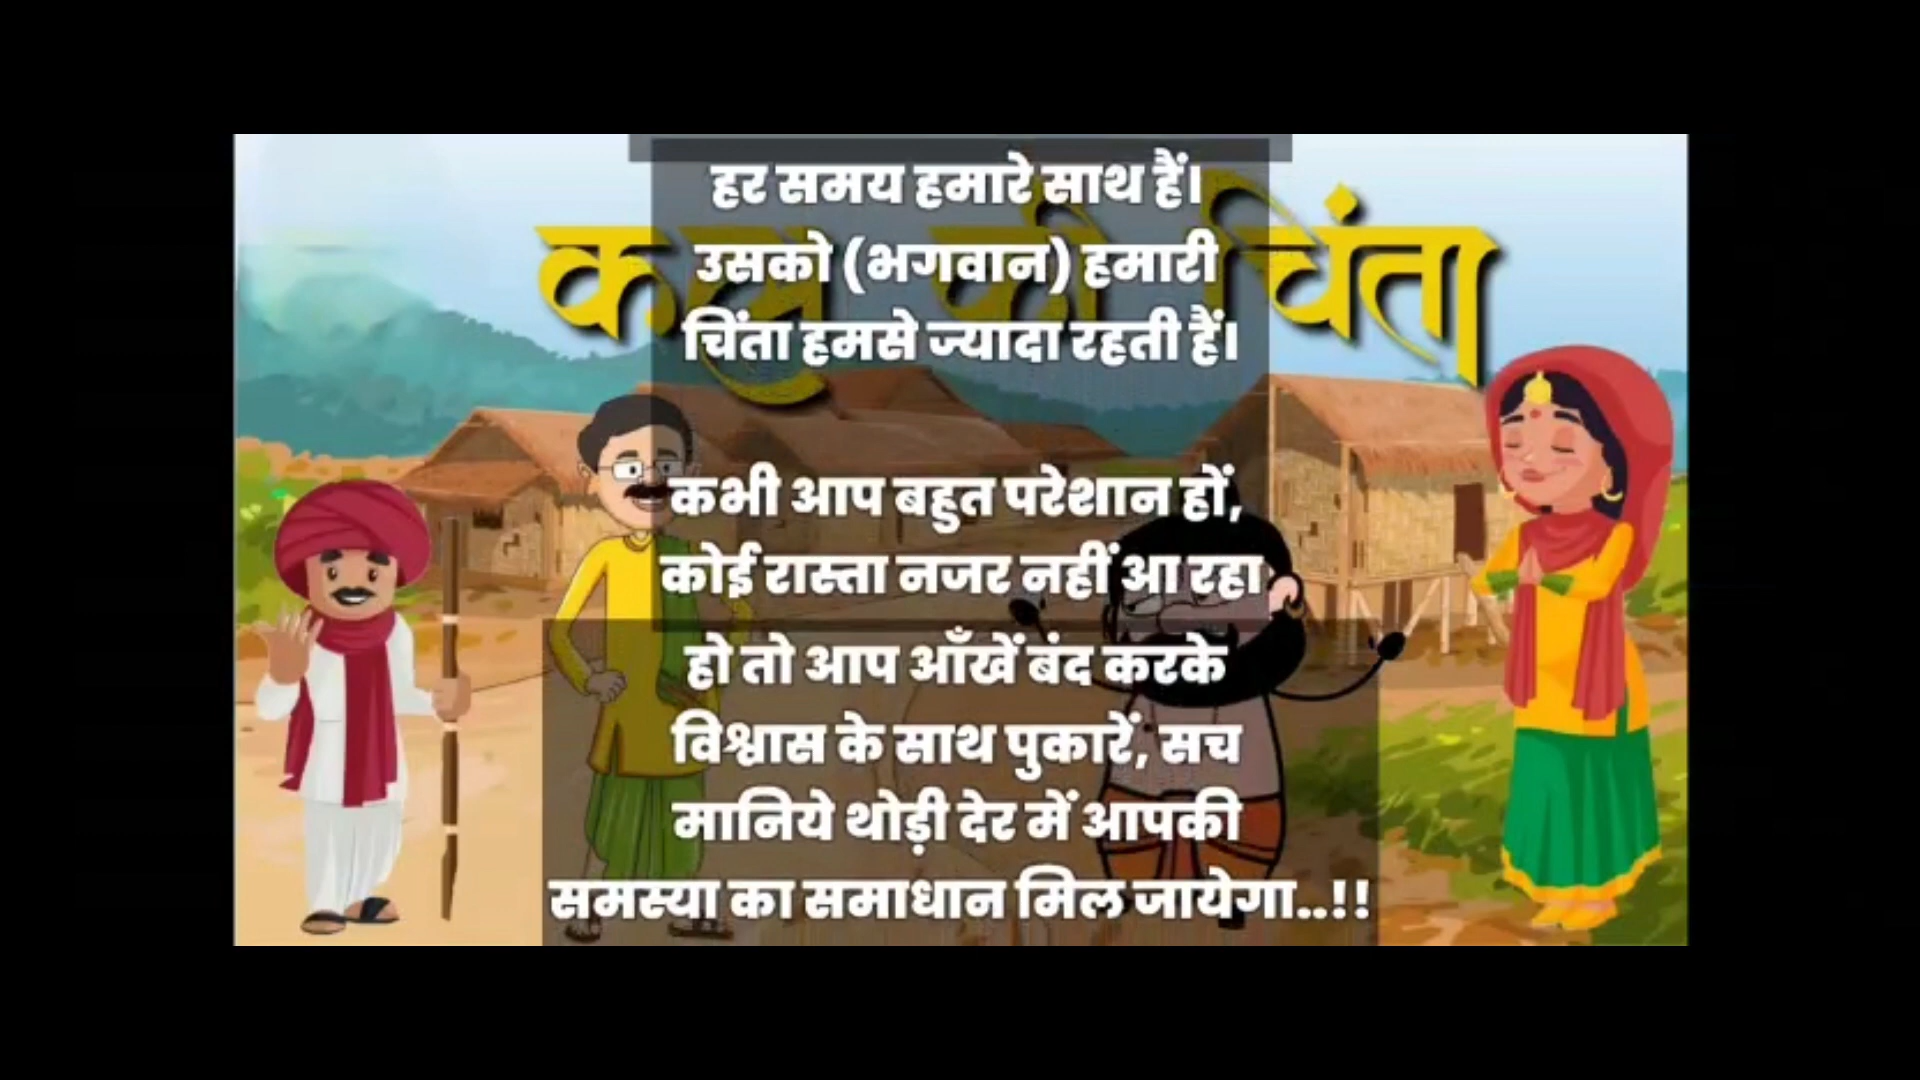 हर समय हमारे साथ हैं।
कल की चिंता
उसको (भगवान) हमारी
चिंता हमसे ज्यादा रहती हैं।
कभी आप बहुत परेशान हों,
कोई रास्ता नजर नहीं आ रहा
हो तो आप आँखें बंद करके
विश्वास के साथ पुकारें, सच
मानिये थोड़ी देर में आपकी
समस्या का समाधान मिल जायेगा..!!